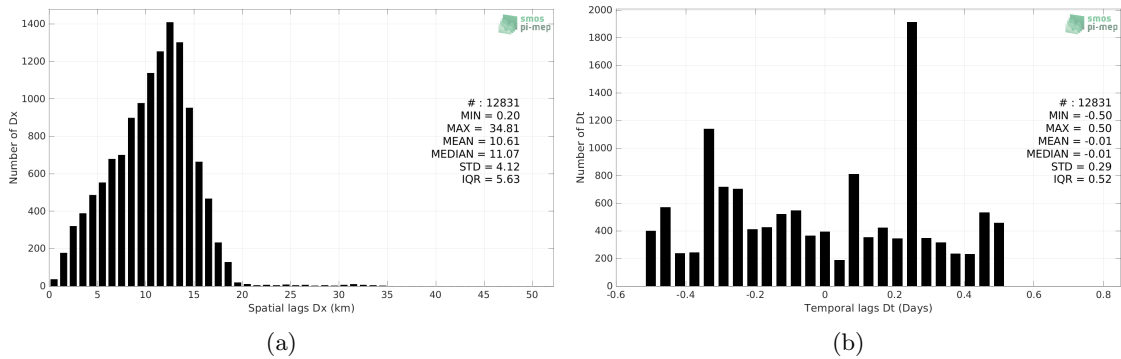 1400
1200
1000
800
600
400
200
0
Number of Dx
0 5 10 15 20 25 30 35 40 45 50
Spatial lags Dx (km)
smos
pi-mep
# : 12831
MIN = 0.20
MAX = 34.81
MEAN = 10.61
MEDIAN = 11.07
STD = 4.12
IQR = 5.63
(a)
2000
1800
1600
1400
1200
1000
800
600
400
200
0
Number of Dt
-0.6 -0.4 -0.2 0 0.2 0.4 0.6 0.8
Temporal lags Dt (Days)
smos
pi-mep
# : 12831
MIN = -0.50
MAX = 0.50
MEAN = -0.01
MEDIAN = -0.01
STD = 0.29
IQR = 0.52
(b)